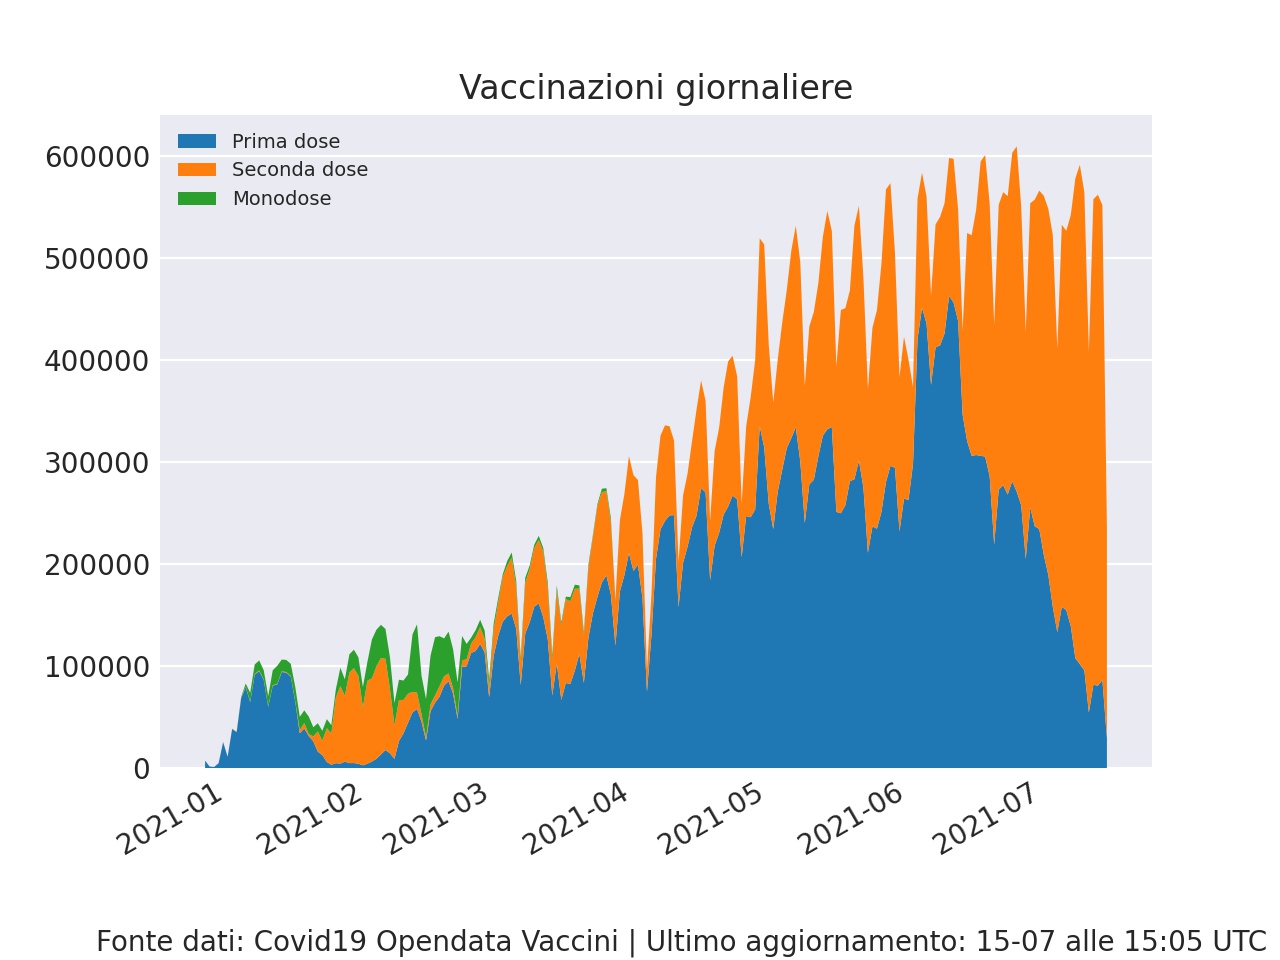 Vaccinazioni giornaliere
Prima dose
Seconda dose
Monodose
600000
500000
400000
300000
200000
100000
0
2021-01
2021-02
2021-03
2021-04
2021-05
2021-06
2021-07
Fonte dati: Covid19 Opendata Vaccini | Ultimo aggiornamento: 15-07 alle 15:05 UTC